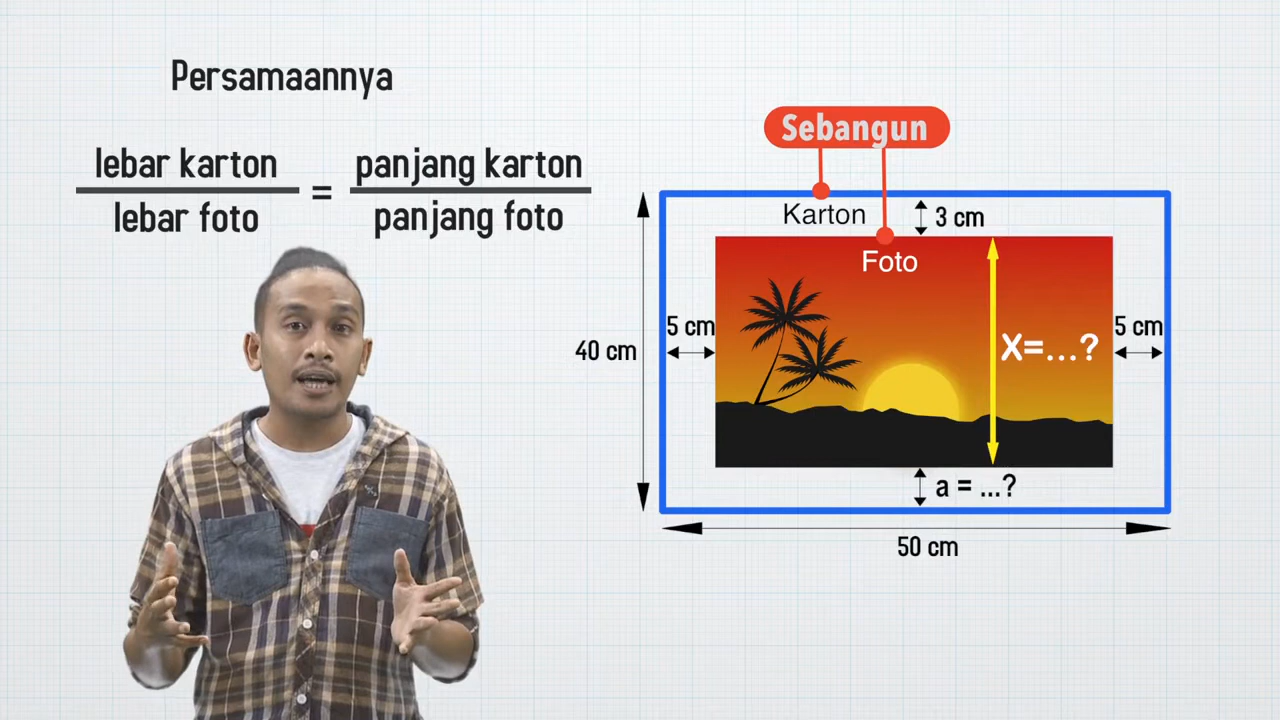 Persamaannya
lebar karton
lebar foto
=
panjang karton
panjang foto
Sebangun
Karton
3 cm
Foto
5 cm
5 cm
40 cm
X=...?
a = ...?
50 cm